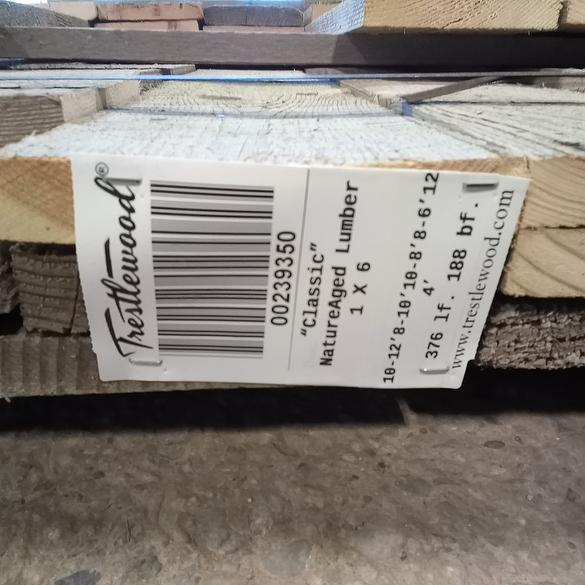 Trestlewood®
00239350
"Classic"
NatureAged Lumber
1 X 6
10-12'8-10'10-8'8-6'12
4'
376 lf. 188 bf.
www.trestlewood.com